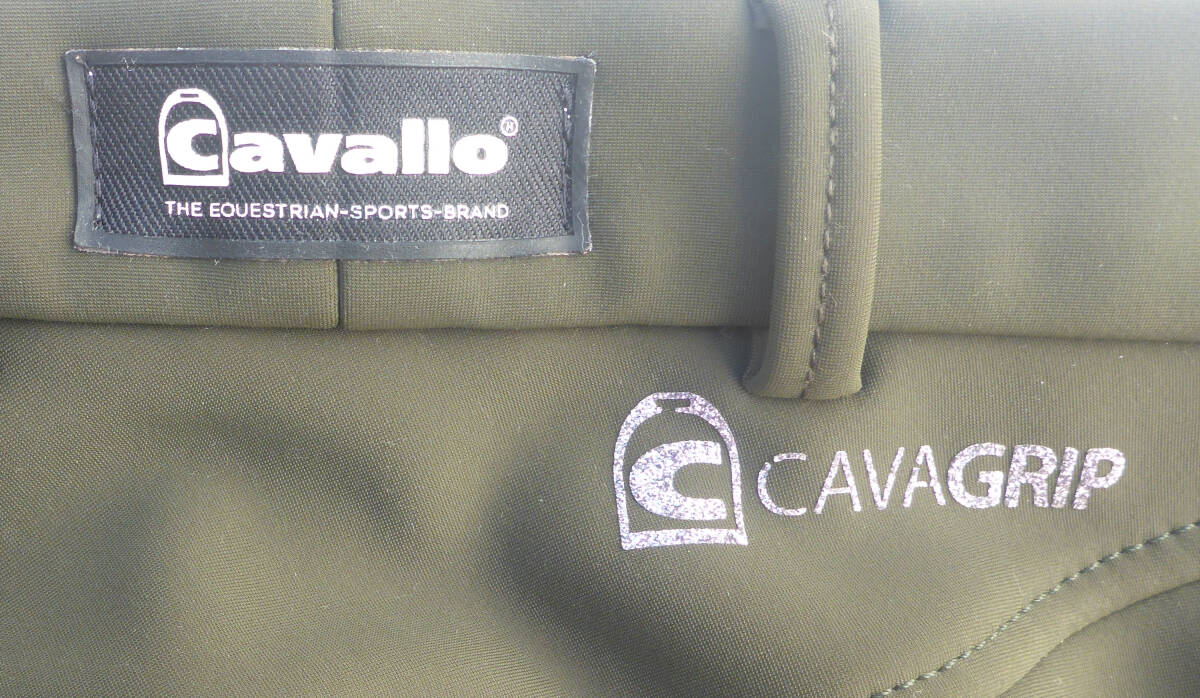 Cavallo®
THE EQUESTRIAN-SPORTS-BRAND
C CAVAGRIP